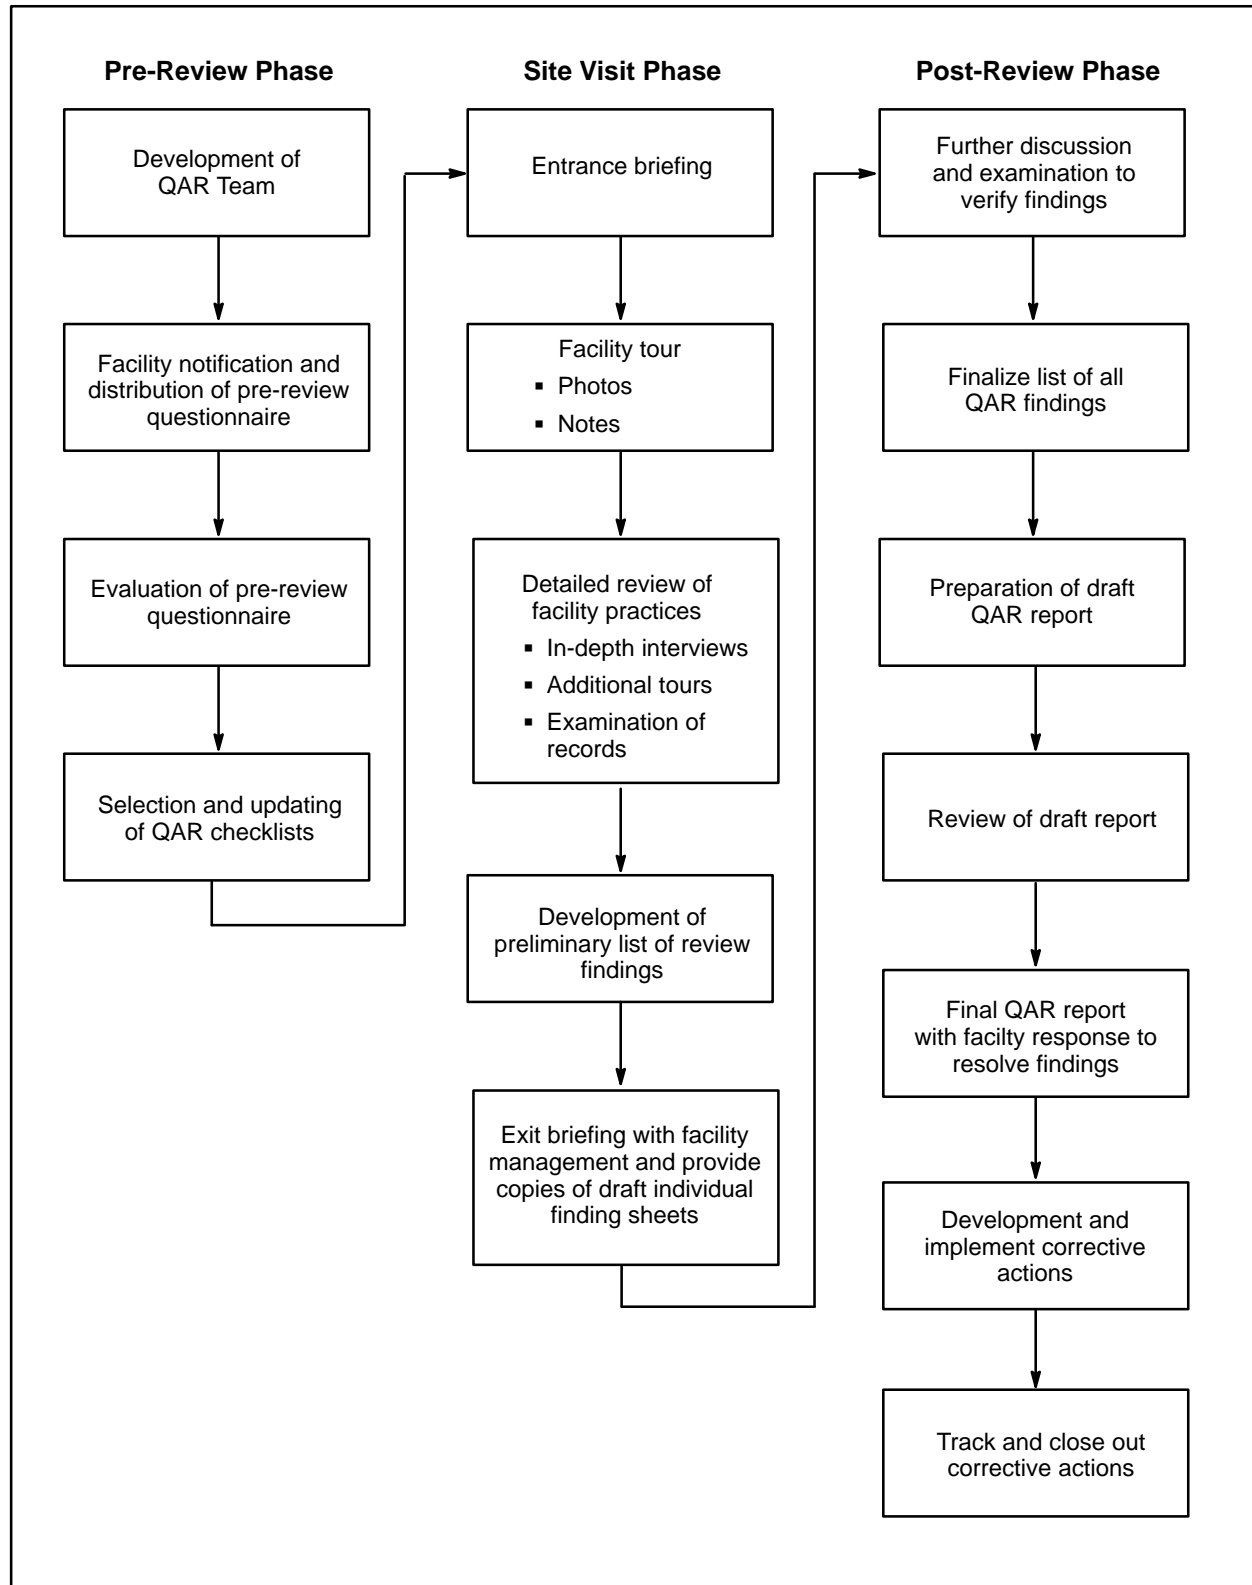 Pre-Review Phase
Development of
QAR Team
Facility notification and
distribution of pre-review
questionnaire
Evaluation of pre-review
questionnaire
Selection and updating
of QAR checklists
Site Visit Phase
Entrance briefing
Facility tour
▪ Photos
▪ Notes
Detailed review of
facility practices
▪ In-depth interviews
▪ Additional tours
▪ Examination of
records
Development of
preliminary list of review
findings
Exit briefing with facility
management and provide
copies of draft individual
finding sheets
Post-Review Phase
Further discussion
and examination to
verify findings
Finalize list of all
QAR findings
Preparation of draft
QAR report
Review of draft report
Final QAR report
with facilty response to
resolve findings
Development and
implement corrective
actions
Track and close out
corrective actions